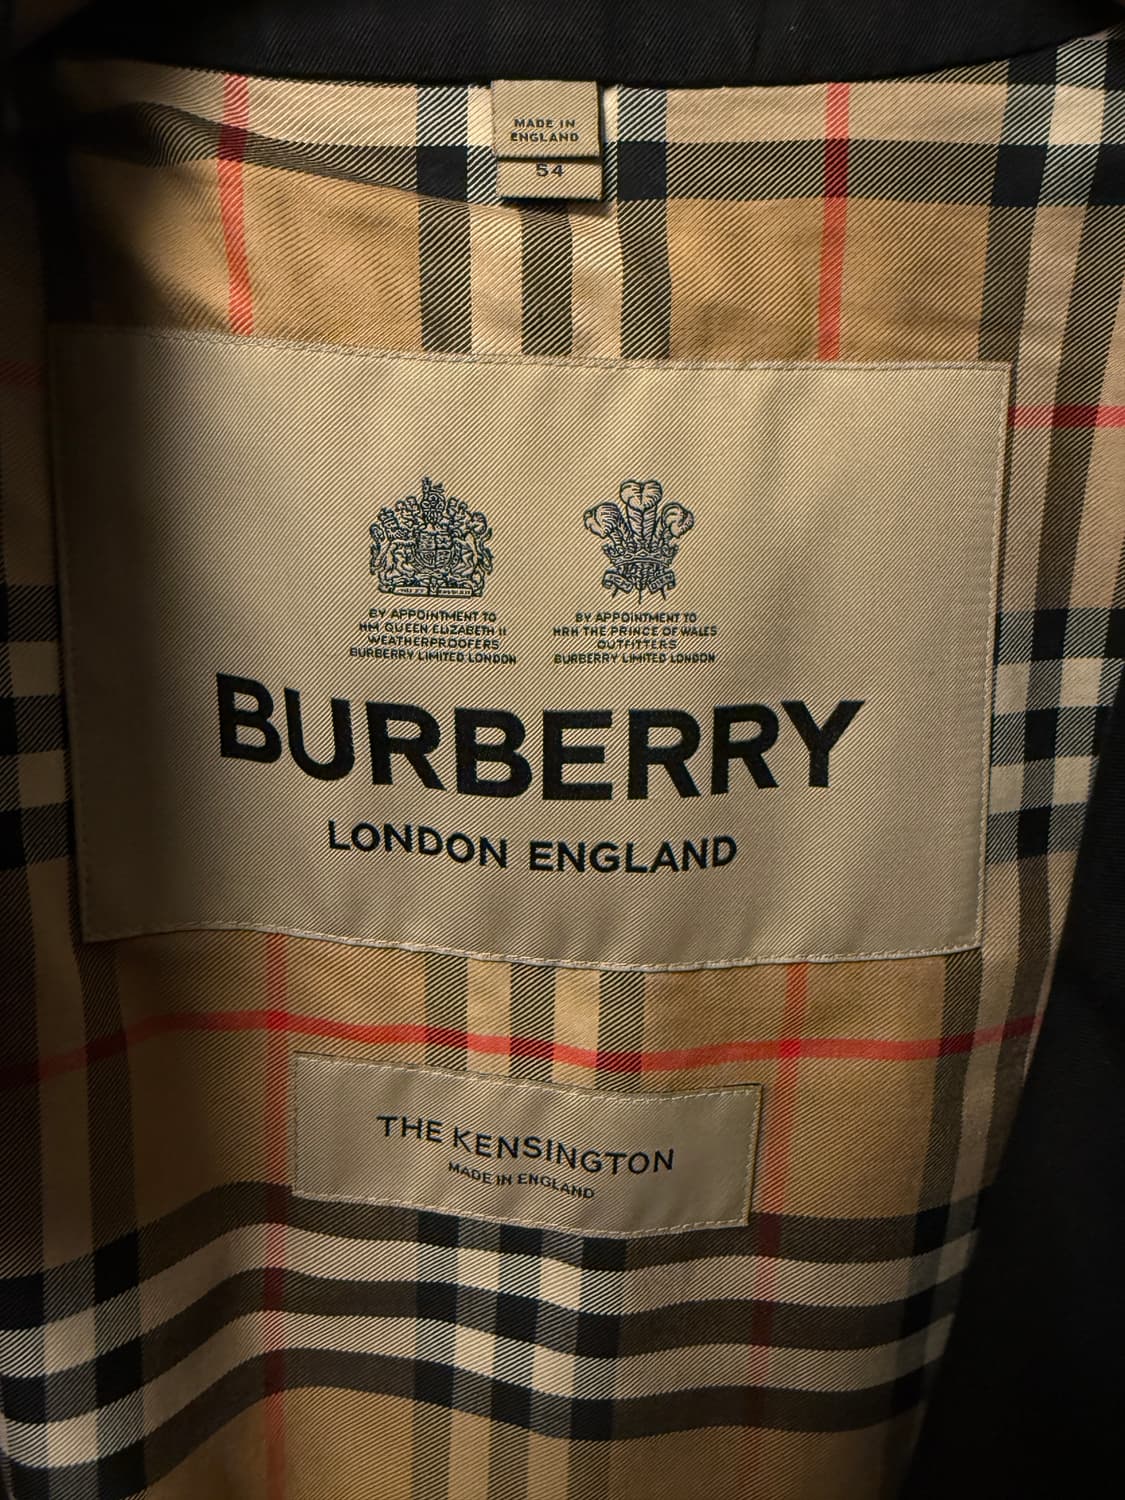 MADE IN
ENGLAND
54
BY APPOINTMENT TO
HM QUEEN ELIZABETH II
WEATHERPROOFERS
BURBERRY LIMITED LONDON
BY APPOINTMENT TO
HRH THE PRINCE OF WALES
OUTFITTERS
BURBERRY LIMITED LONDON
BURBERRY
LONDON ENGLAND
THE KENSINGTON
MADE IN ENGLAND